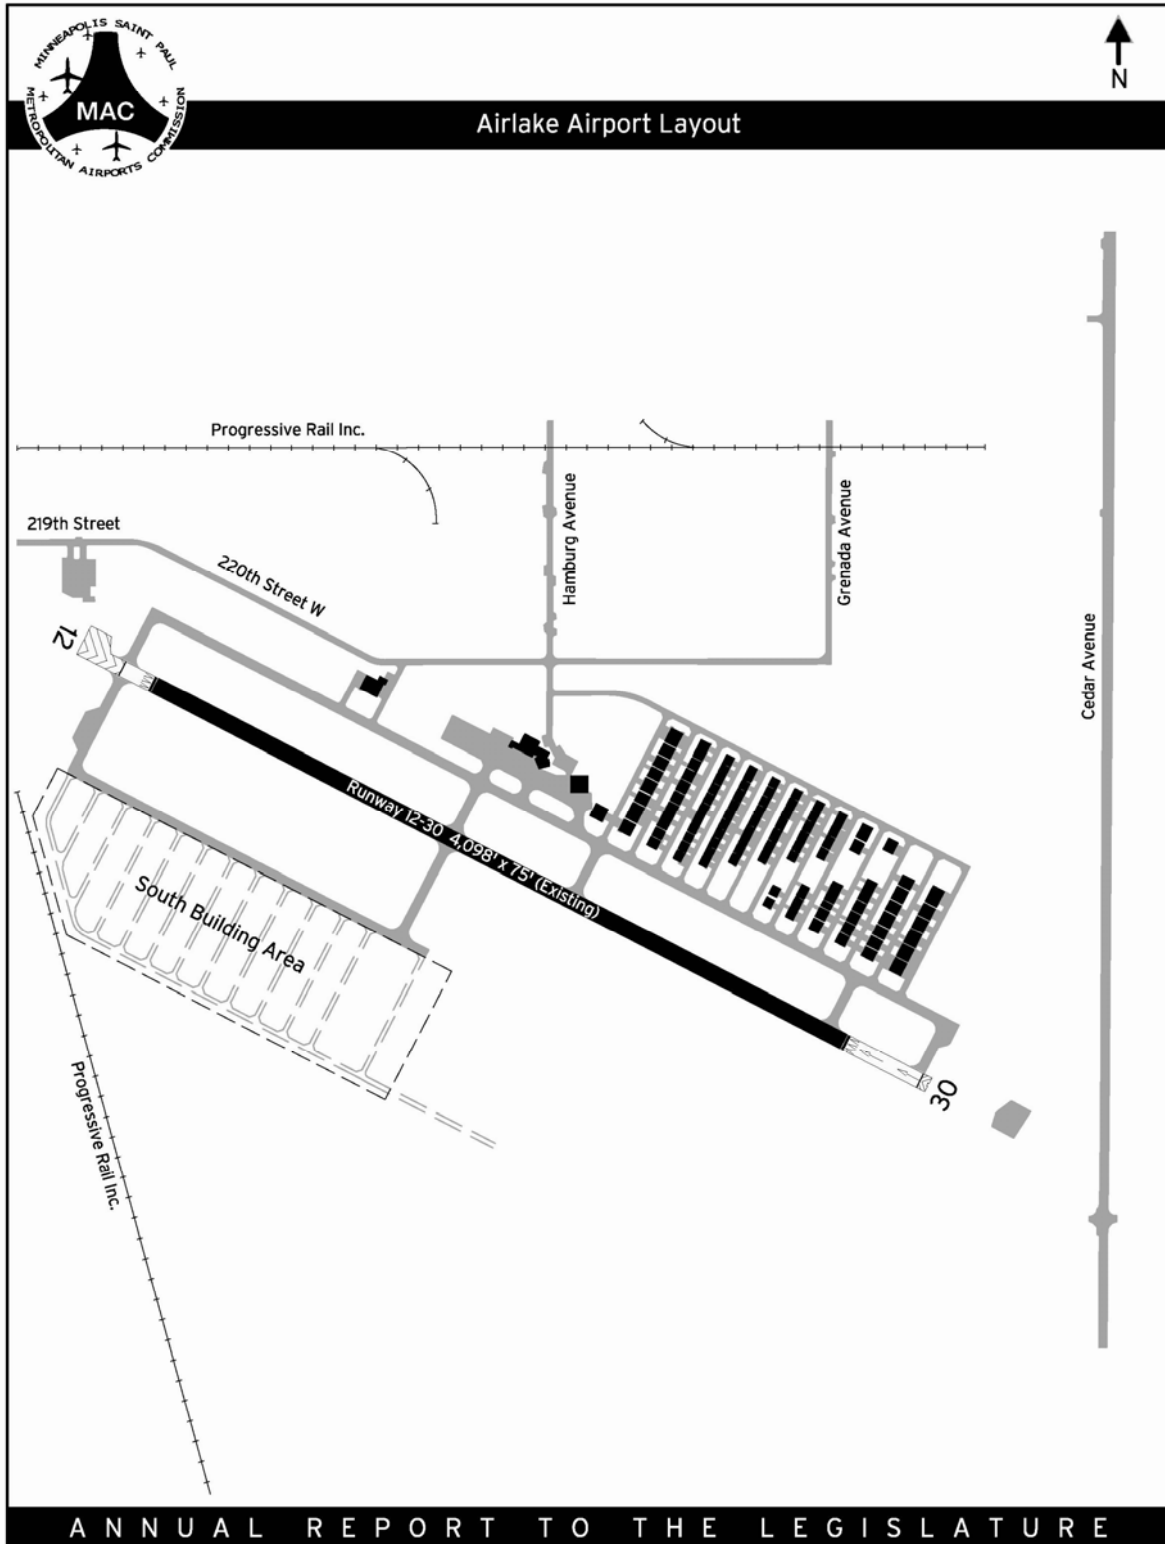 MINNEAPOLIS SAINT PAUL
METROPOLITAN AIRPORTS COMMISSION
MAC
N
Airlake Airport Layout
Progressive Rail Inc.
Hamburg Avenue
Grenada Avenue
219th Street
220th Street W
Cedar Avenue
12
Runway 12-30 4,098' x 75' (Existing)
South Building Area
30
Progressive Rail Inc.
ANNUAL REPORT TO THE LEGISLATURE